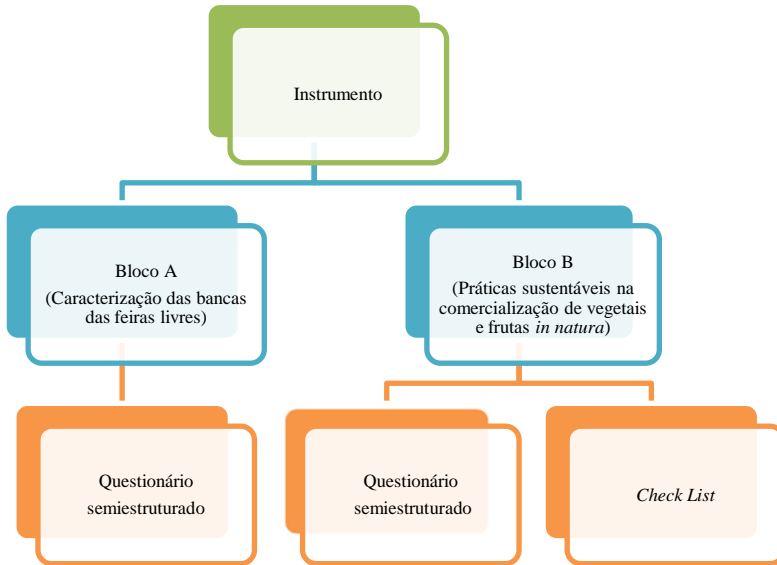 Instrumento
Bloco A
(Caracterização das bancas
das feiras livres)
Bloco B
(Práticas sustentáveis na
comercialização de vegetais
e frutas in natura)
Questionário
semiestruturado
Questionário
semiestruturado
Check List